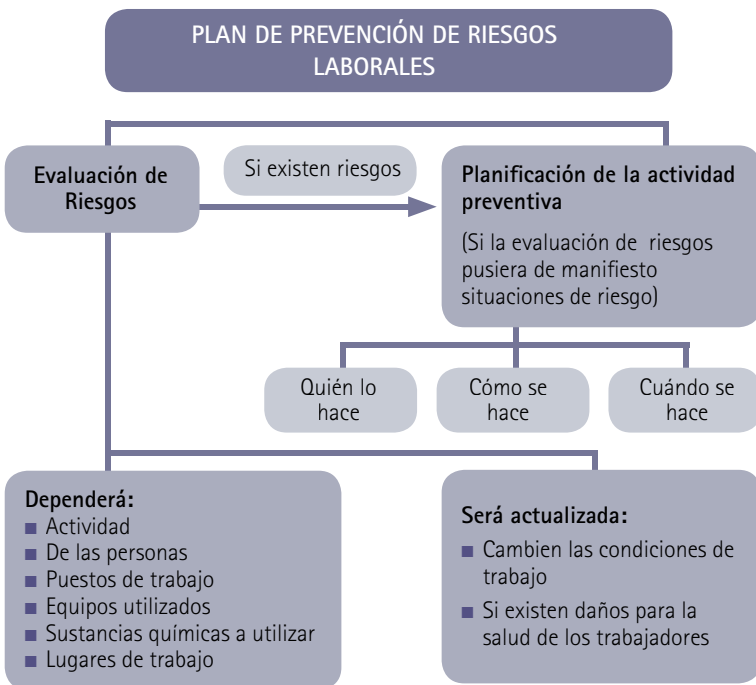 PLAN DE PREVENCIÓN DE RIESGOS
LABORALES
Evaluación de
Riesgos
Si existen riesgos
Planificación de la actividad
preventiva
(Si la evaluación de riesgos
pusiera de manifiesto
situaciones de riesgo)
Quién lo
hace
Cómo se
hace
Cuándo se
hace
Dependerá:
■ Actividad
■ De las personas
■ Puestos de trabajo
■ Equipos utilizados
■ Sustancias químicas a utilizar
■ Lugares de trabajo
Será actualizada:
■ Cambien las condiciones de
trabajo
■ Si existen daños para la
salud de los trabajadores